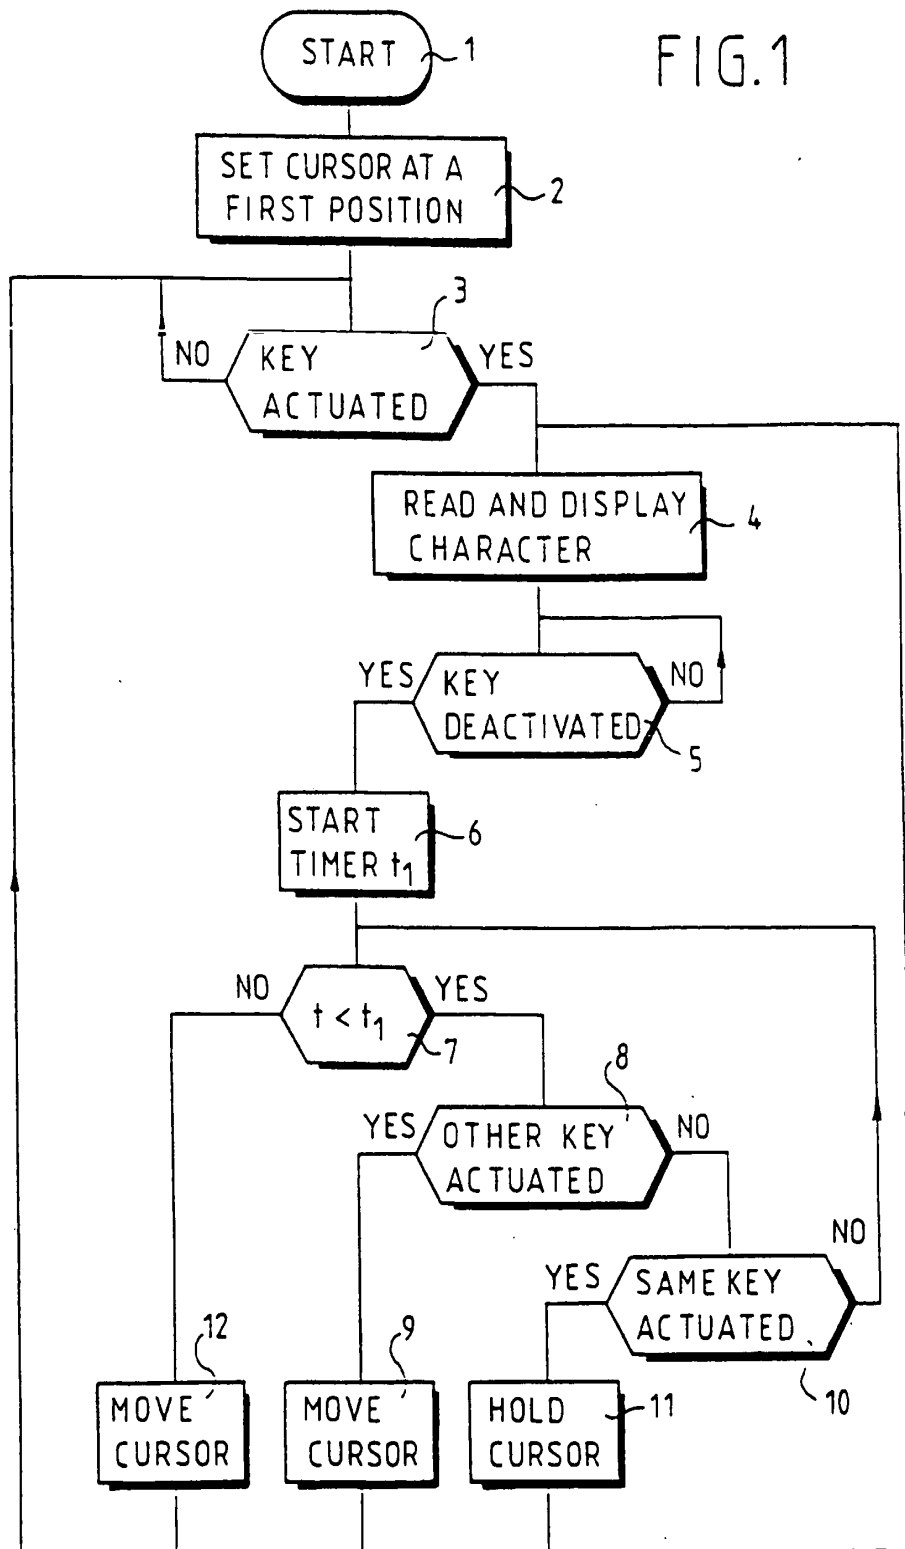 FIG.1
START
1
SET CURSOR AT A
FIRST POSITION
2
3
NO
KEY
ACTUATED
YES
READ AND DISPLAY
CHARACTER
4
YES
KEY
DEACTIVATED
NO
5
START
TIMER t1
6
NO
t < t1
YES
7
8
YES
OTHER KEY
ACTUATED
NO
NO
YES
SAME KEY
ACTUATED
10
12
MOVE
CURSOR
9
MOVE
CURSOR
11
HOLD
CURSOR